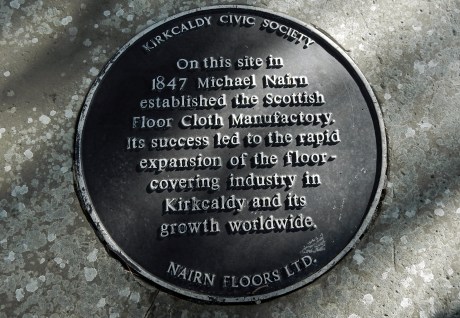 KIRKCALDY CIVIC SOCIETY
On this site in
1847 Michael Nairn
established the Scottish
Floor Cloth Manufactory.
Its success led to the rapid
expansion of the floor-
covering industry in
Kirkcaldy and its
growth worldwide.
NAIRN FLOORS LTD.